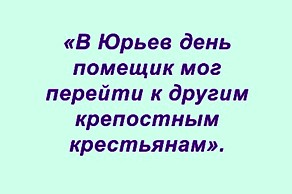 «В Юрьев день
помещик мог
перейти к другим
крепостным
крестьянам».